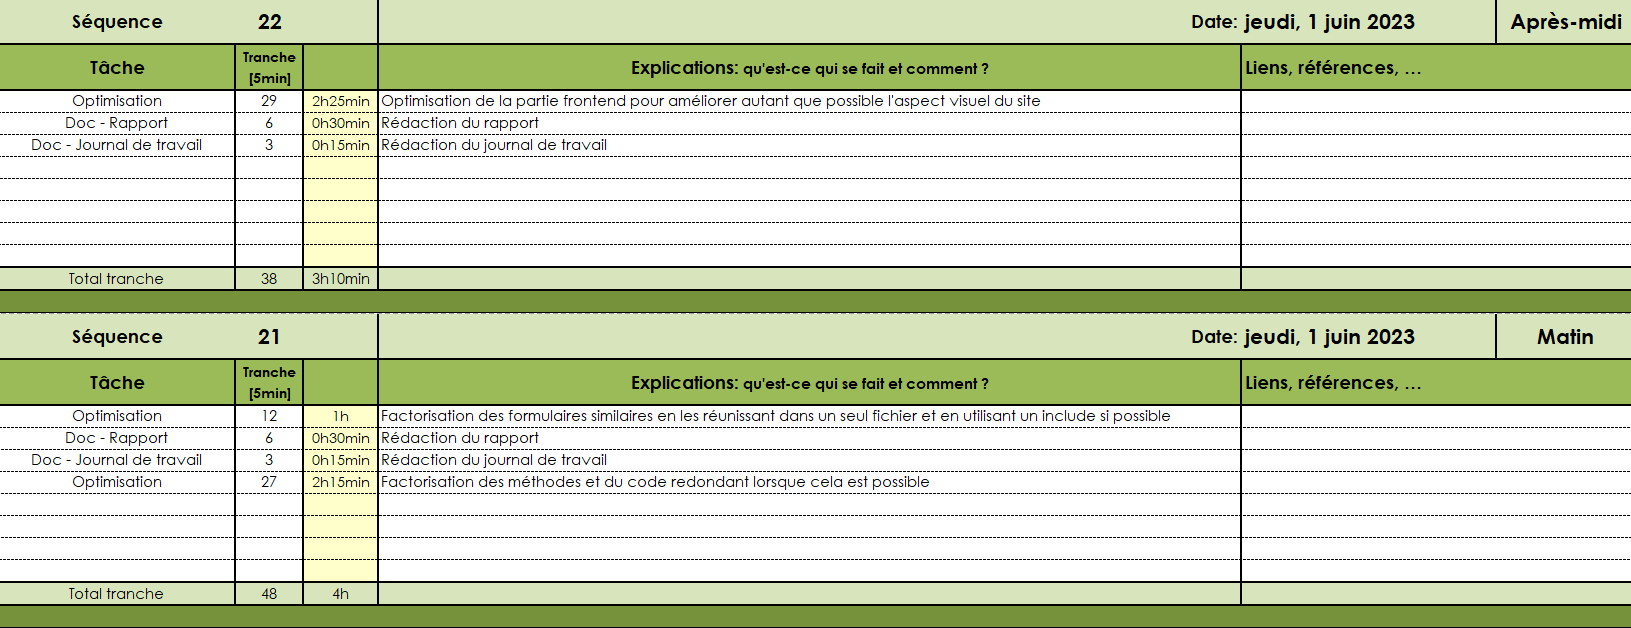 Séquence 22 Date: jeudi, 1 juin 2023 Après-midi
Tâche Tranche [5min] Explications: qu'est-ce qui se fait et comment ? Liens, références, …
Optimisation 29 2h25min Optimisation de la partie frontend pour améliorer autant que possible l'aspect visuel du site
Doc - Rapport 6 0h30min Rédaction du rapport
Doc - Journal de travail 3 0h15min Rédaction du journal de travail
Total tranche 38 3h10min
Séquence 21 Date: jeudi, 1 juin 2023 Matin
Tâche Tranche [5min] Explications: qu'est-ce qui se fait et comment ? Liens, références, …
Optimisation 12 1h Factorisation des formulaires similaires en les réunissant dans un seul fichier et en utilisant un include si possible
Doc - Rapport 6 0h30min Rédaction du rapport
Doc - Journal de travail 3 0h15min Rédaction du journal de travail
Optimisation 27 2h15min Factorisation des méthodes et du code redondant lorsque cela est possible
Total tranche 48 4h